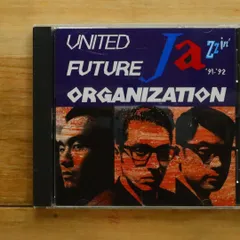 UNITED
FUTURE
Jazzin'
'91-'92
ORGANIZATION